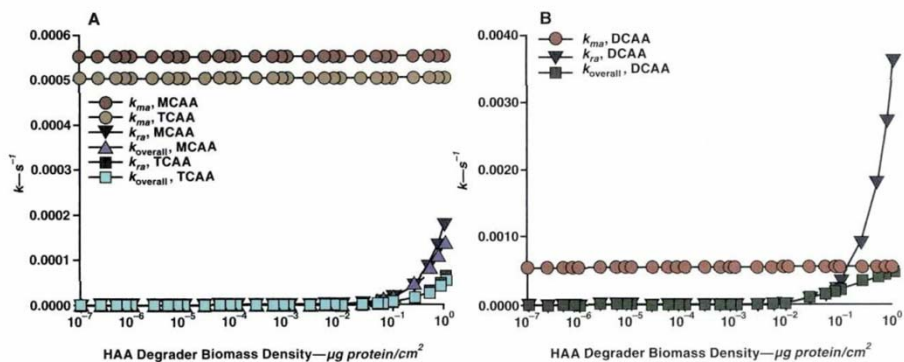 A
0.0006
0.0005
0.0004
0.0003
0.0002
0.0001
0.0000
k—s⁻¹
k_ma, MCAA
k_ma, TCAA
k_ra, MCAA
k_overall, MCAA
k_ra, TCAA
k_overall, TCAA
10⁻⁷ 10⁻⁶ 10⁻⁵ 10⁻⁴ 10⁻³ 10⁻² 10⁻¹ 10⁰
HAA Degrader Biomass Density—µg protein/cm²
B
0.0040
0.0030
0.0020
0.0010
0.0000
k—s⁻¹
k_ma, DCAA
k_ra, DCAA
k_overall, DCAA
10⁻⁷ 10⁻⁶ 10⁻⁵ 10⁻⁴ 10⁻³ 10⁻² 10⁻¹ 10⁰
HAA Degrader Biomass Density—µg protein/cm²